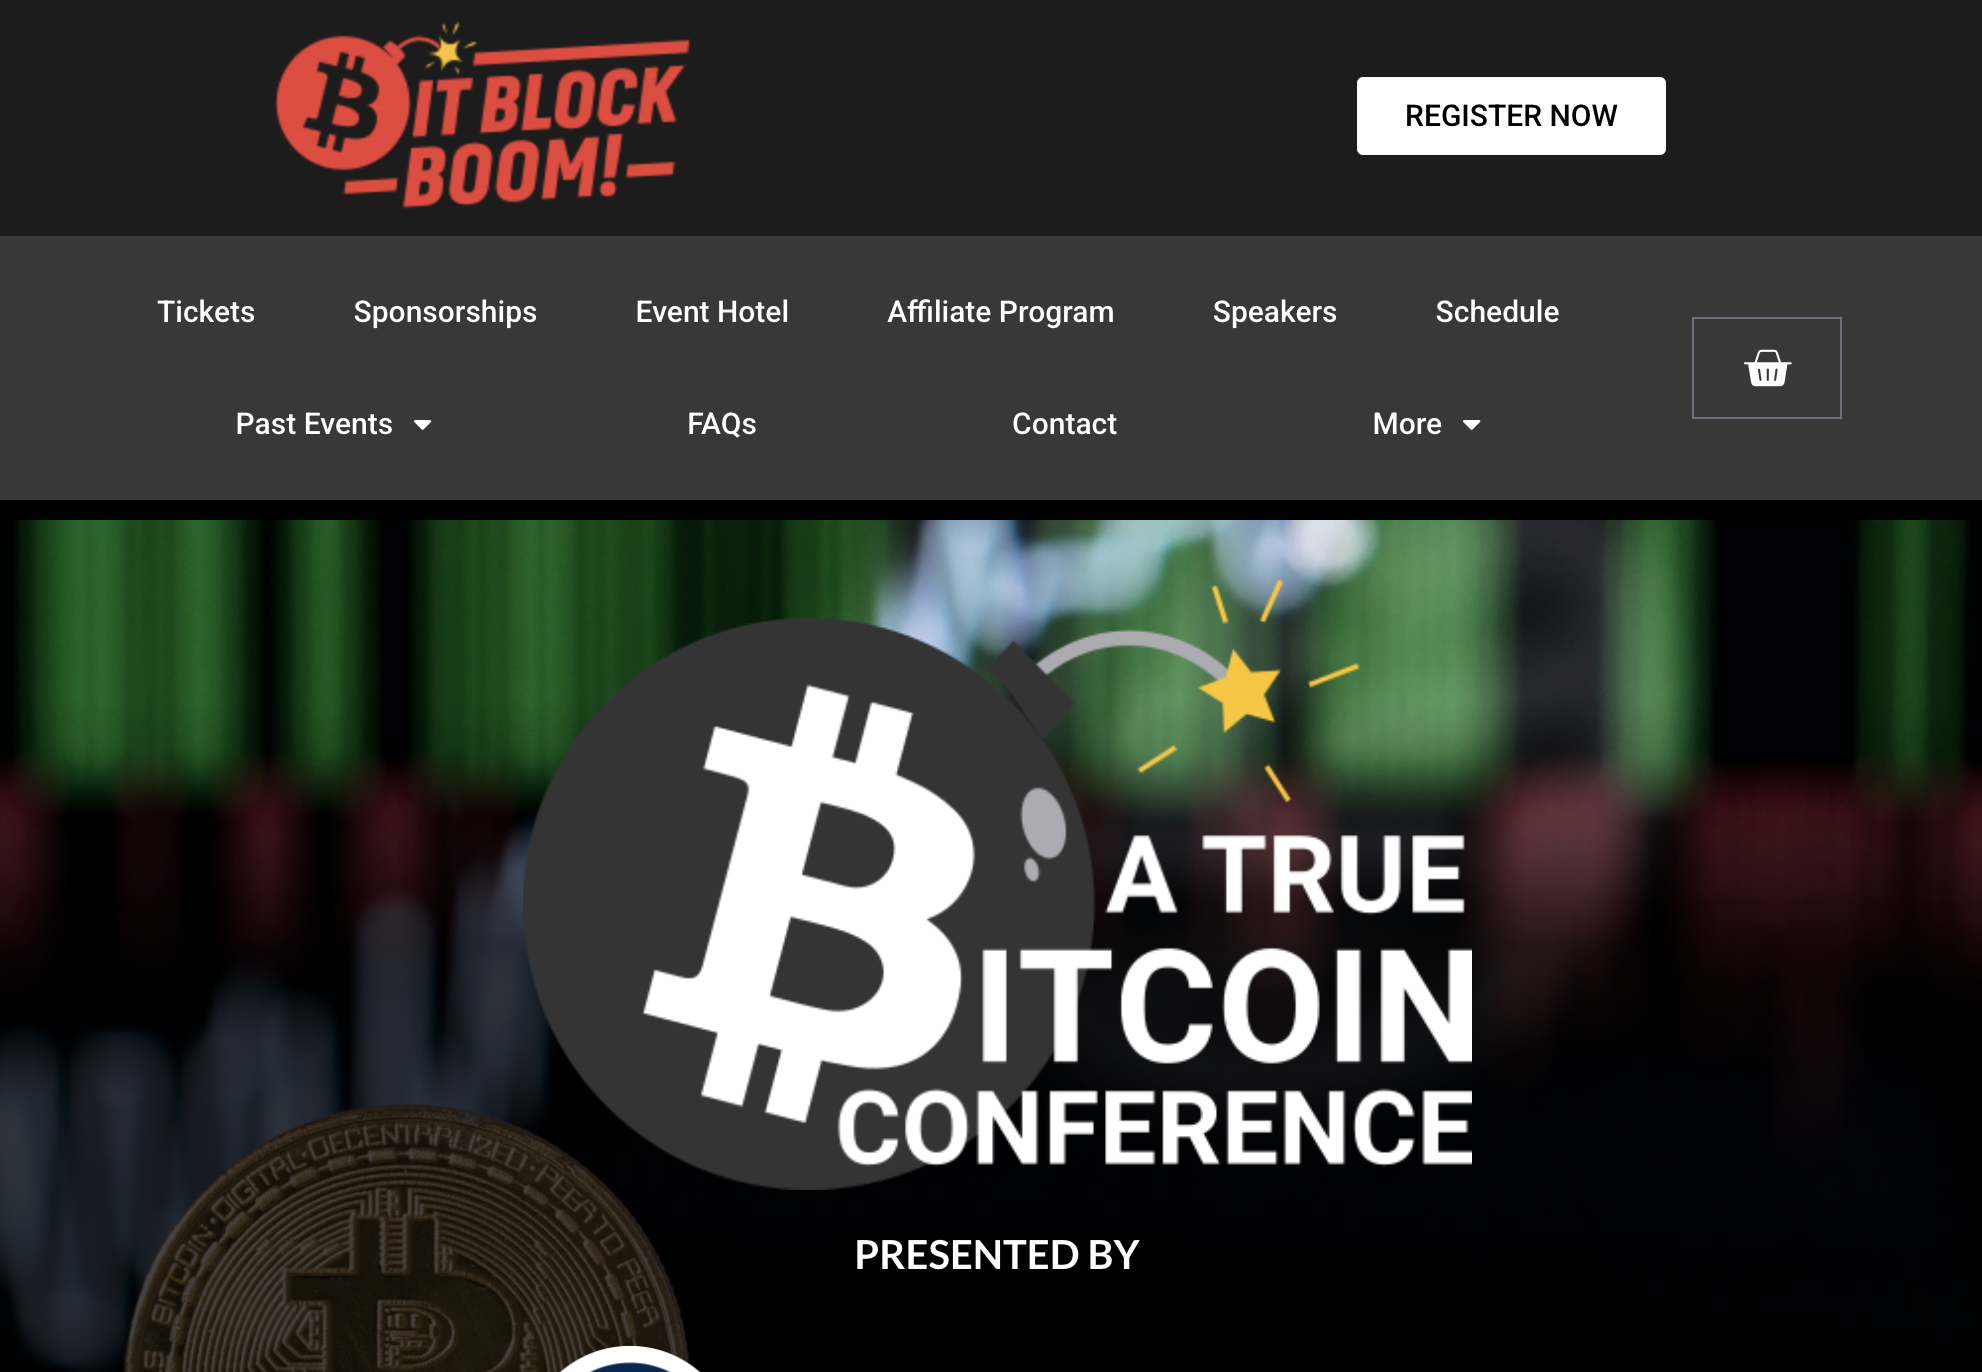 BIT BLOCK
BOOM!
REGISTER NOW
Tickets
Sponsorships
Event Hotel
Affiliate Program
Speakers
Schedule
Past Events
FAQs
Contact
More
A TRUE
BITCOIN
CONFERENCE
BITCOIN · DIGITAL · DECENTRALIZED · PEER TO PEER
PRESENTED BY